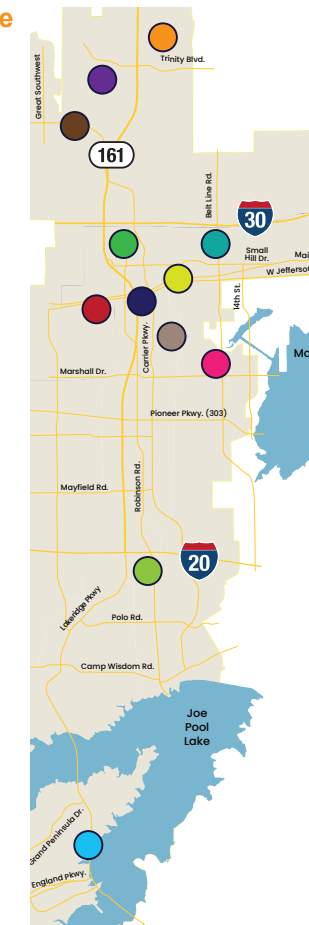 e
Trinity Blvd.
Great Southwest
161
Belt Line Rd.
30
Small
Hill Dr.
Mai
W Jefferso
14th St.
Carrier Pkwy.
Mo
Marshall Dr.
Pioneer Pkwy. (303)
Robinson Rd.
Mayfield Rd.
20
Lakeridge Pkwy
Polo Rd.
Camp Wisdom Rd.
Joe
Pool
Lake
Grand Peninsula Dr.
England Pkwy.